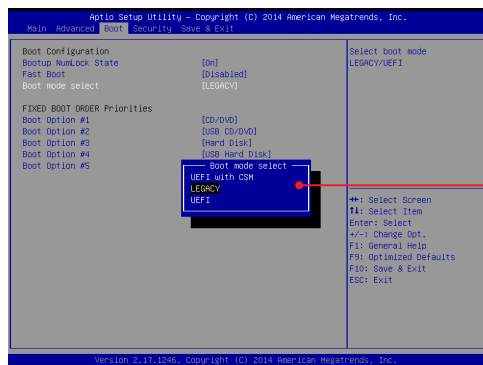 Aptio Setup Utility – Copyright (C) 2014 American Megatrends, Inc.
Main Advanced Boot Security Save & Exit
Boot Configuration
Bootup NumLock State [On]
Fast Boot [Disabled]
Boot mode select [LEGACY]
FIXED BOOT ORDER Priorities
Boot Option #1 [CD/DVD]
Boot Option #2 [USB CD/DVD]
Boot Option #3 [Hard Disk]
Boot Option #4 [USB Hard Disk]
Boot Option #5
Boot mode select
UEFI with CSM
LEGACY
UEFI
Select boot mode
LEGACY/UEFI
→←: Select Screen
↑↓: Select Item
Enter: Select
+/-: Change Opt.
F1: General Help
F9: Optimized Defaults
F10: Save & Exit
ESC: Exit
Version 2.17.1246. Copyright (C) 2014 American Megatrends, Inc.